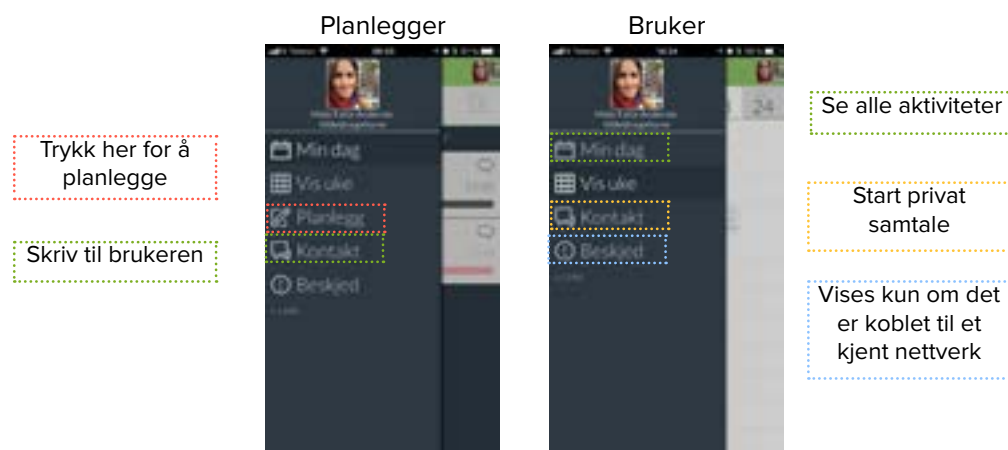 Planlegger
Bruker
Trykk her for å
planlegge
Skriv til brukeren
Min dag
Vis uke
Planlegg
Kontakt
Beskjed
24
Min dag
Vis uke
Kontakt
Beskjed
Se alle aktiviteter
Start privat
samtale
Vises kun om det
er koblet til et
kjent nettverk